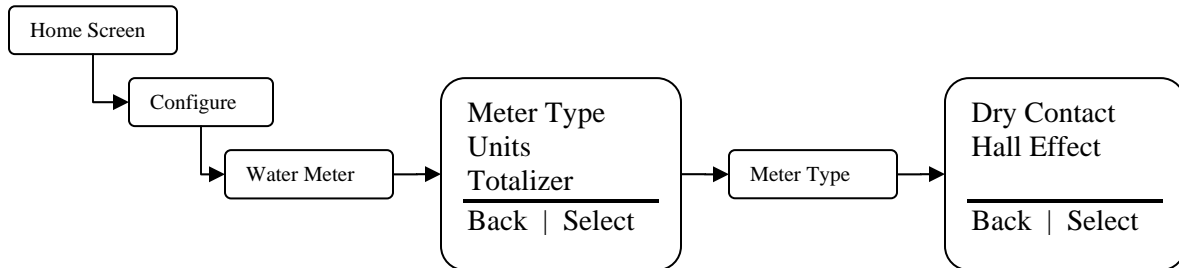 Home Screen
Configure
Water Meter
Meter Type
Units
Totalizer
Back | Select
Meter Type
Dry Contact
Hall Effect
Back | Select